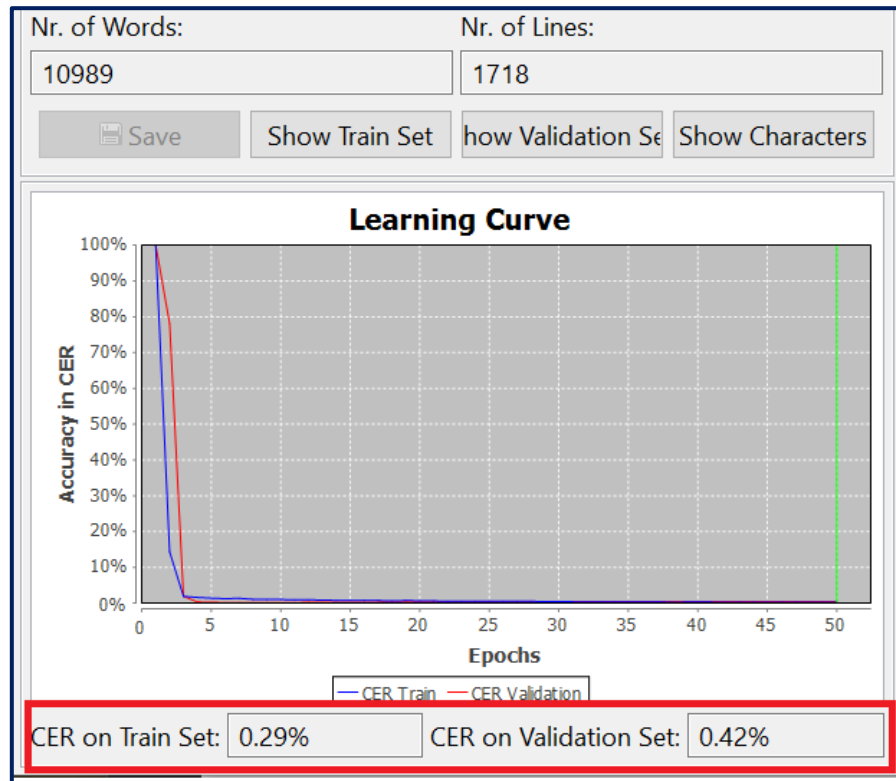 Nr. of Words: Nr. of Lines:
10989 1718
Save Show Train Set how Validation Se Show Characters
Learning Curve
100%
90%
80%
70%
60%
50%
40%
30%
20%
10%
0%
Accuracy in CER
0 5 10 15 20 25 30 35 40 45 50
Epochs
CER Train CER Validation
CER on Train Set: 0.29% CER on Validation Set: 0.42%